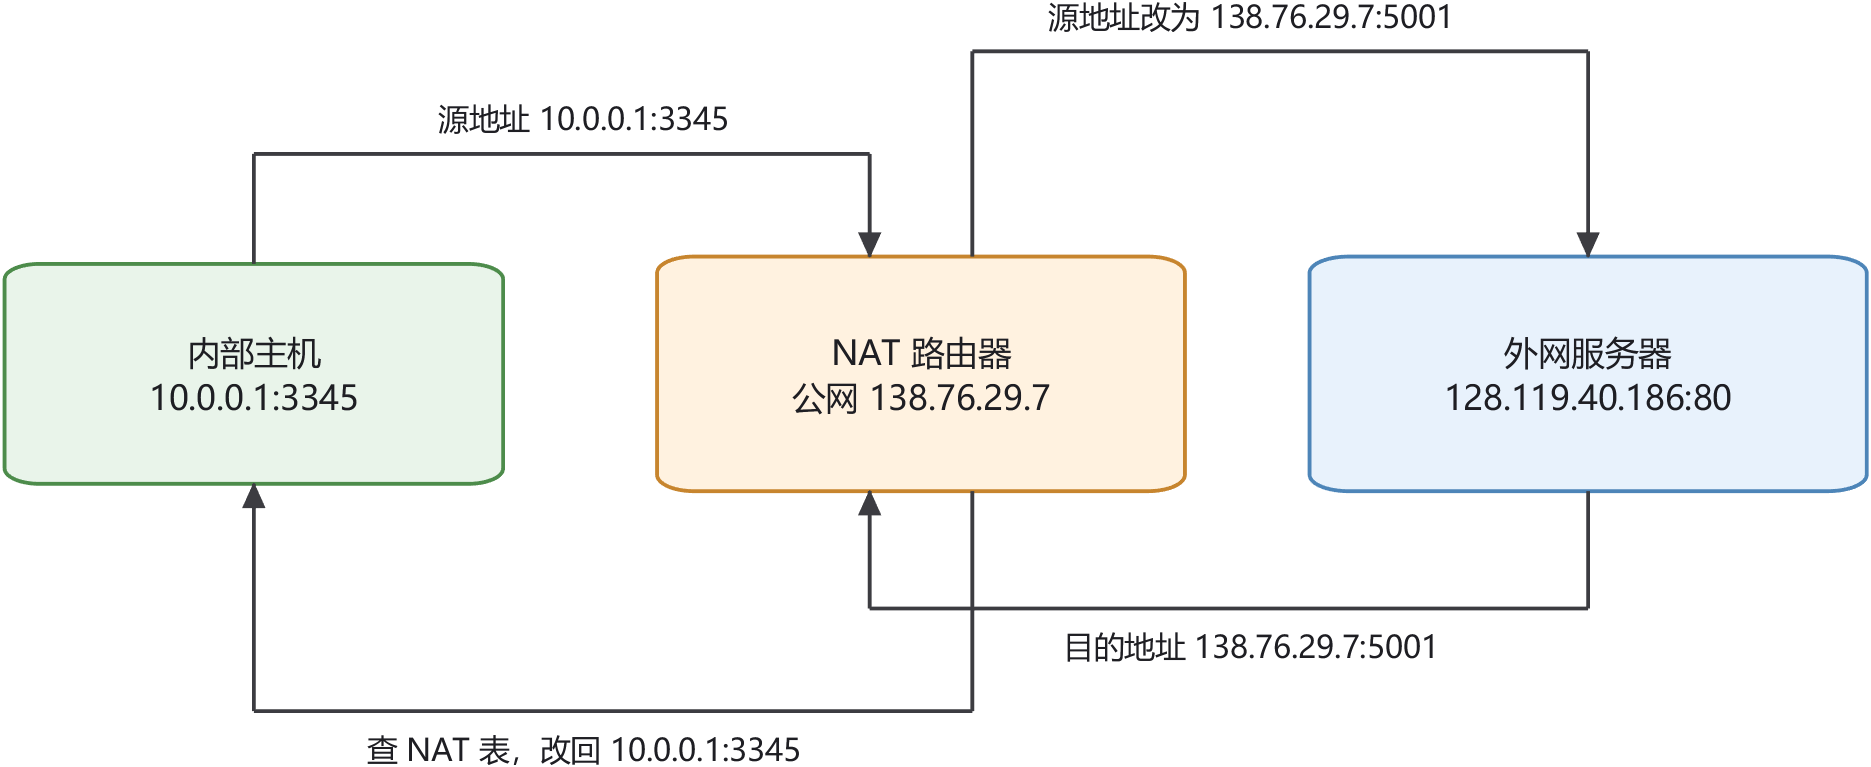 源地址改为 138.76.29.7:5001
源地址 10.0.0.1:3345
内部主机
10.0.0.1:3345
NAT 路由器
公网 138.76.29.7
外网服务器
128.119.40.186:80
目的地址 138.76.29.7:5001
查 NAT 表，改回 10.0.0.1:3345